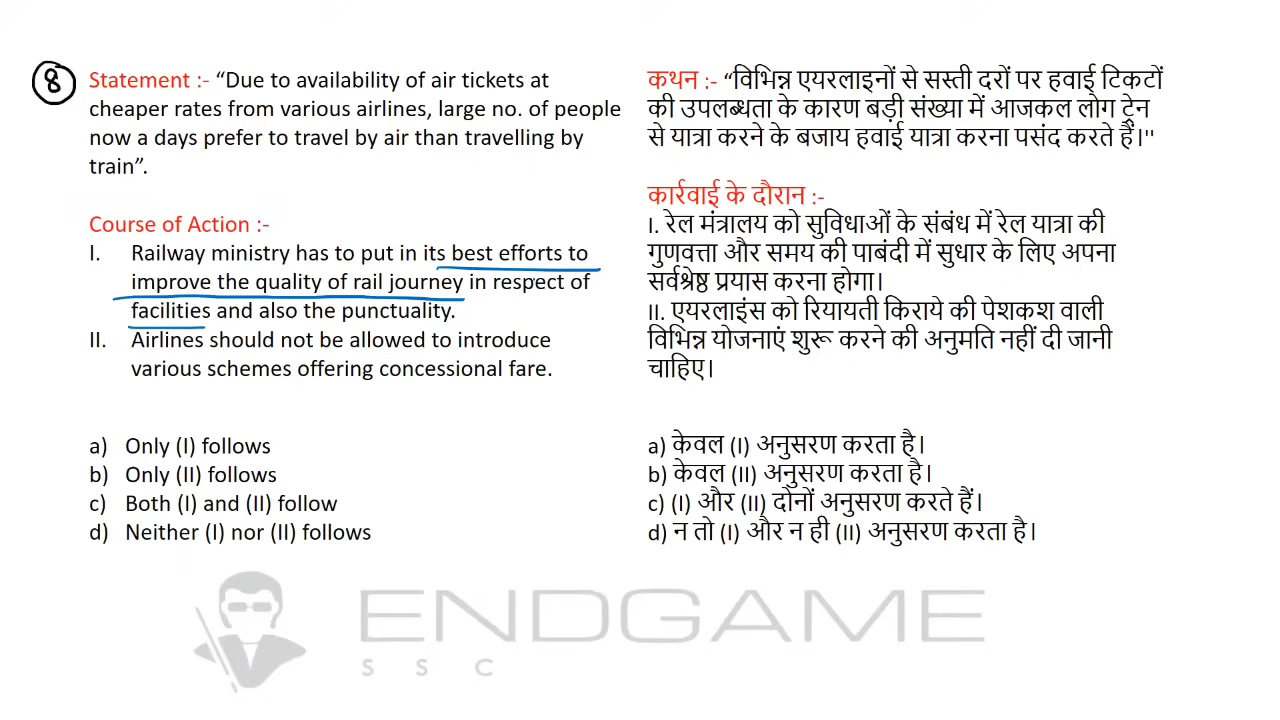 8
Statement :- “Due to availability of air tickets at
cheaper rates from various airlines, large no. of people
now a days prefer to travel by air than travelling by
train”.
Course of Action :-
I. Railway ministry has to put in its best efforts to
improve the quality of rail journey in respect of
facilities and also the punctuality.
II. Airlines should not be allowed to introduce
various schemes offering concessional fare.
a) Only (I) follows
b) Only (II) follows
c) Both (I) and (II) follow
d) Neither (I) nor (II) follows
कथन :- “विभिन्न एयरलाइनों से सस्ती दरों पर हवाई टिकटों
की उपलब्धता के कारण बड़ी संख्या में आजकल लोग ट्रेन
से यात्रा करने के बजाय हवाई यात्रा करना पसंद करते हैं।"
कार्रवाई के दौरान :-
I. रेल मंत्रालय को सुविधाओं के संबंध में रेल यात्रा की
गुणवत्ता और समय की पाबंदी में सुधार के लिए अपना
सर्वश्रेष्ठ प्रयास करना होगा।
II. एयरलाइंस को रियायती किराये की पेशकश वाली
विभिन्न योजनाएं शुरू करने की अनुमति नहीं दी जानी
चाहिए।
a) केवल (I) अनुसरण करता है।
b) केवल (II) अनुसरण करता है।
c) (I) और (II) दोनों अनुसरण करते हैं।
d) न तो (I) और न ही (II) अनुसरण करता है।
ENDGAME
SSC